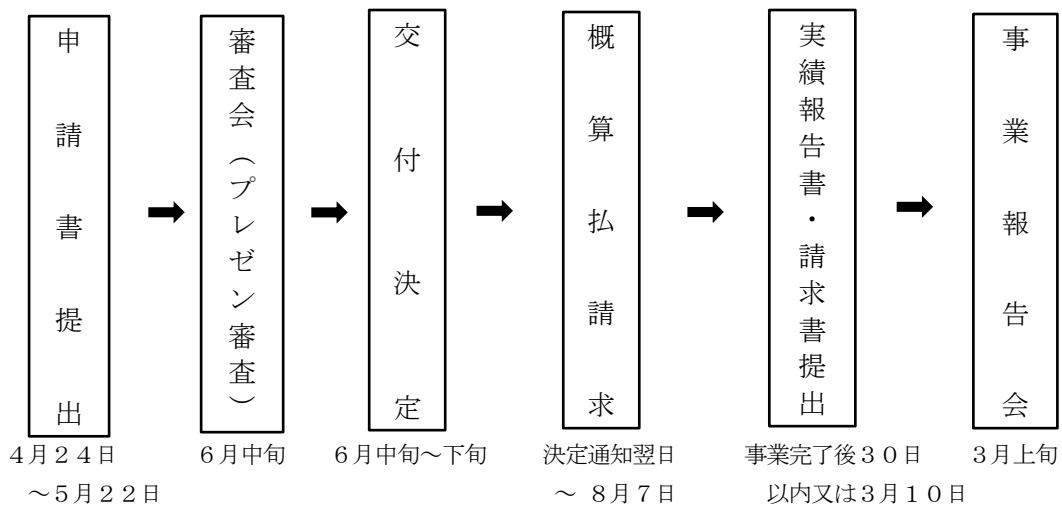 申請書提出
審査会（プレゼン審査）
交付決定
概算払請求
実績報告書・請求書提出
事業報告会
４月２４日
～５月２２日
６月中旬
６月中旬～下旬
決定通知翌日
～ ８月７日
事業完了後３０日
以内又は３月１０日
３月上旬